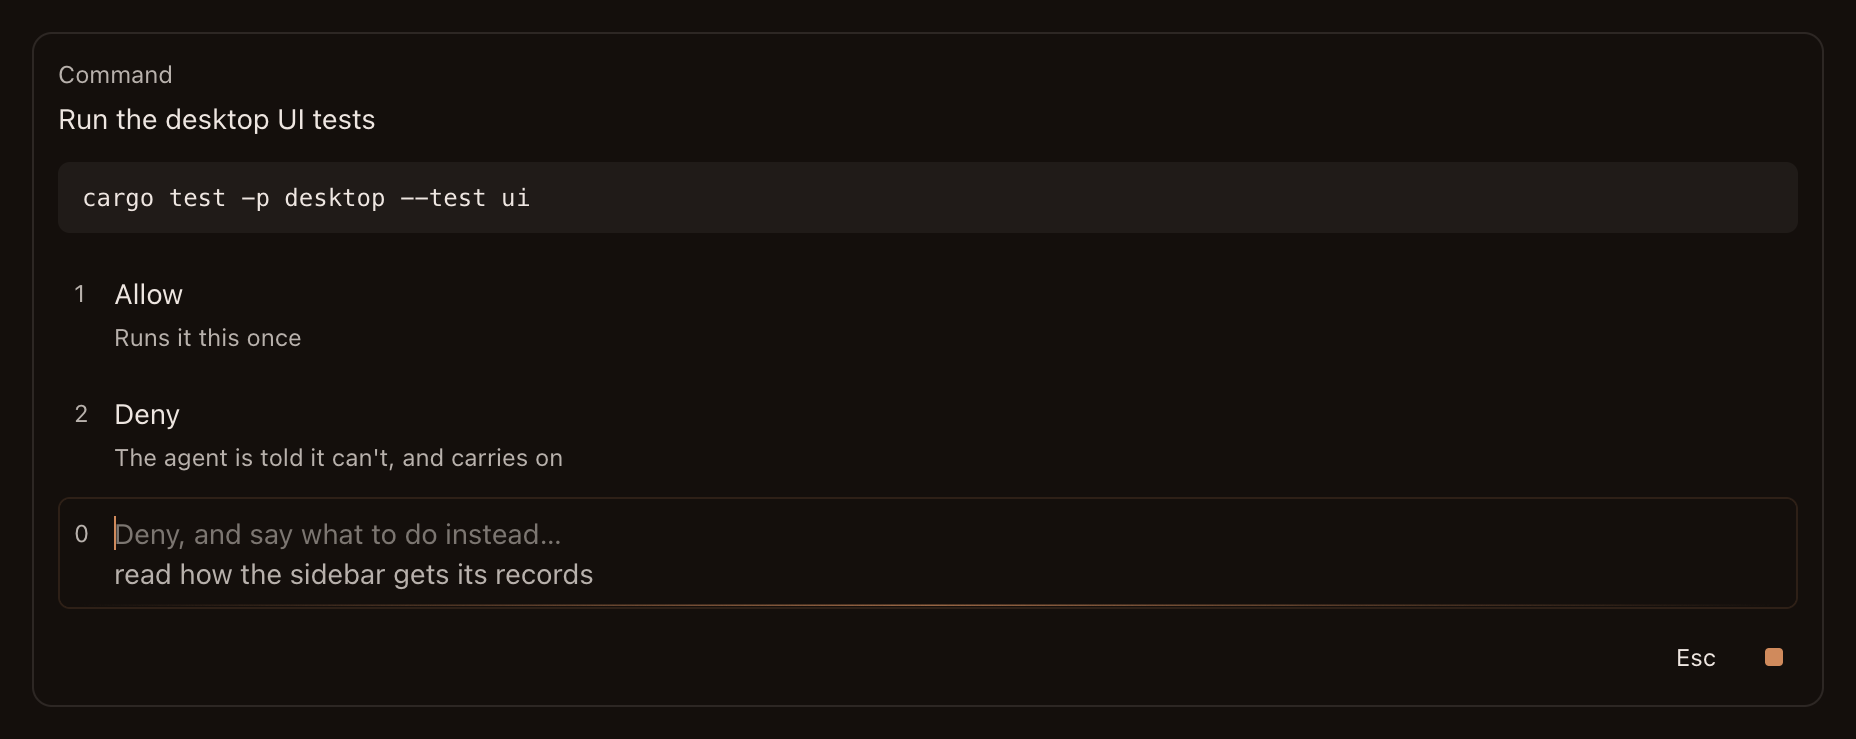 Command
Run the desktop UI tests
cargo test -p desktop --test ui
1 Allow
Runs it this once
2 Deny
The agent is told it can't, and carries on
0 Deny, and say what to do instead...
read how the sidebar gets its records
Esc